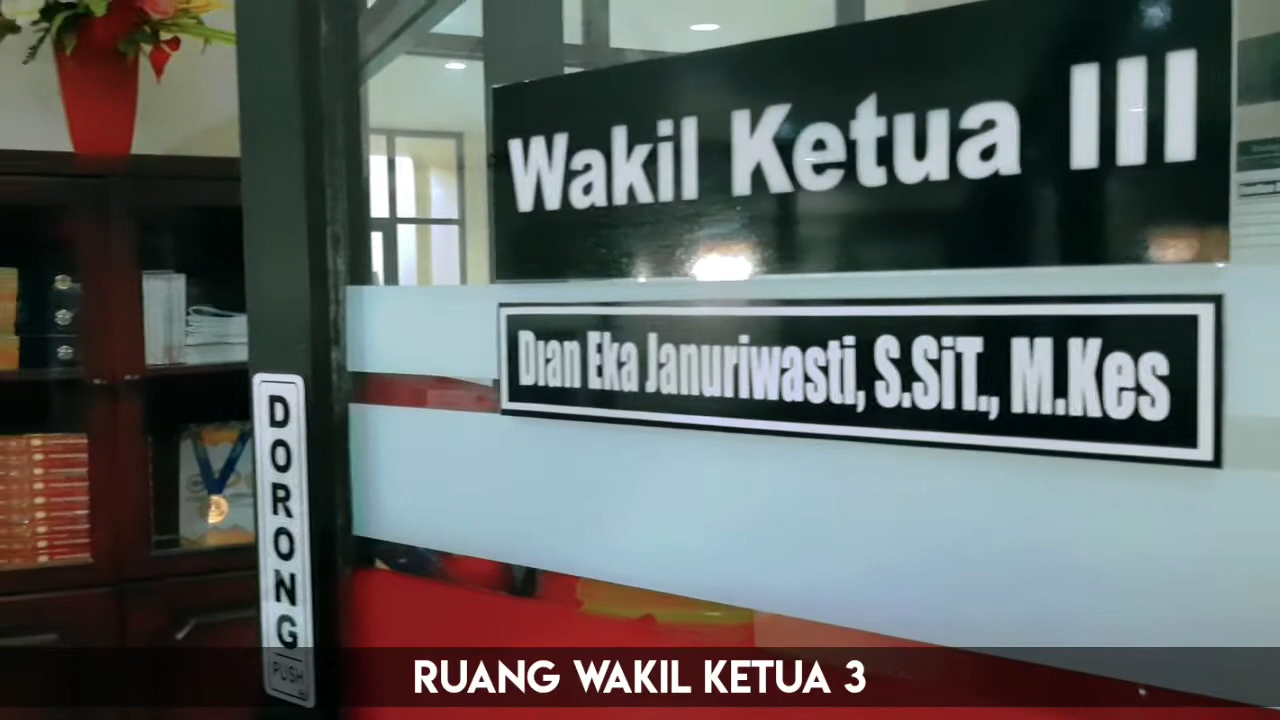 Wakil Ketua III
Dian Eka Januriwasti, S.SiT., M.Kes
DORONG
PUSH
RUANG WAKIL KETUA 3